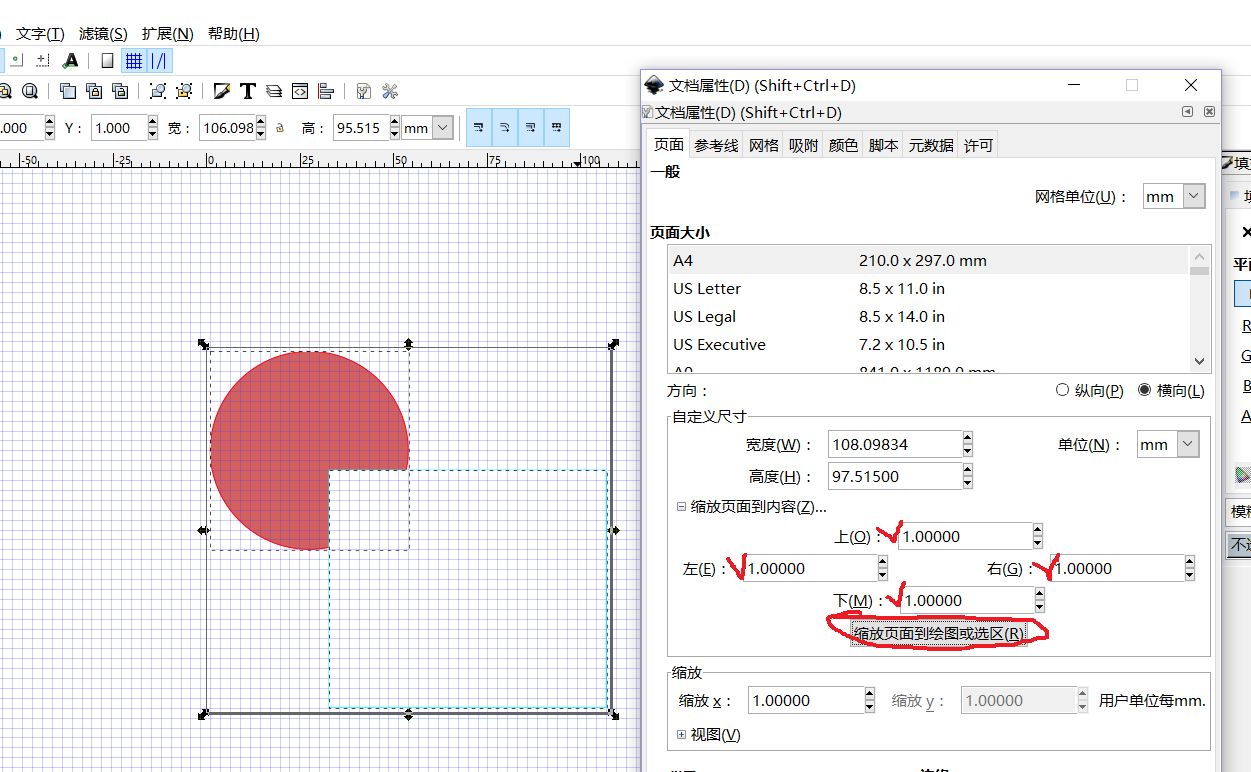 文字(T) 滤镜(S) 扩展(N) 帮助(H)
.000 Y: 1.000 宽: 106.098 高: 95.515 mm
-50 -25 0 25 50 75 100
文档属性(D) (Shift+Ctrl+D)
文档属性(D) (Shift+Ctrl+D)
页面 参考线 网格 吸附 颜色 脚本 元数据 许可
一般
网格单位(U): mm
页面大小
A4 210.0 x 297.0 mm
US Letter 8.5 x 11.0 in
US Legal 8.5 x 14.0 in
US Executive 7.2 x 10.5 in
A0 841.0 x 1189.0 mm
方向: 纵向(P) 横向(L)
自定义尺寸
宽度(W): 108.09834 单位(N): mm
高度(H): 97.51500
缩放页面到内容(Z)...
上(O): 1.00000
左(E): 1.00000 右(G): 1.00000
下(M): 1.00000
缩放页面到绘图或选区(R)
缩放
缩放 x: 1.00000 缩放 y: 1.00000 用户单位每mm.
视图(V)
填
平
R
G
B
A
模
不